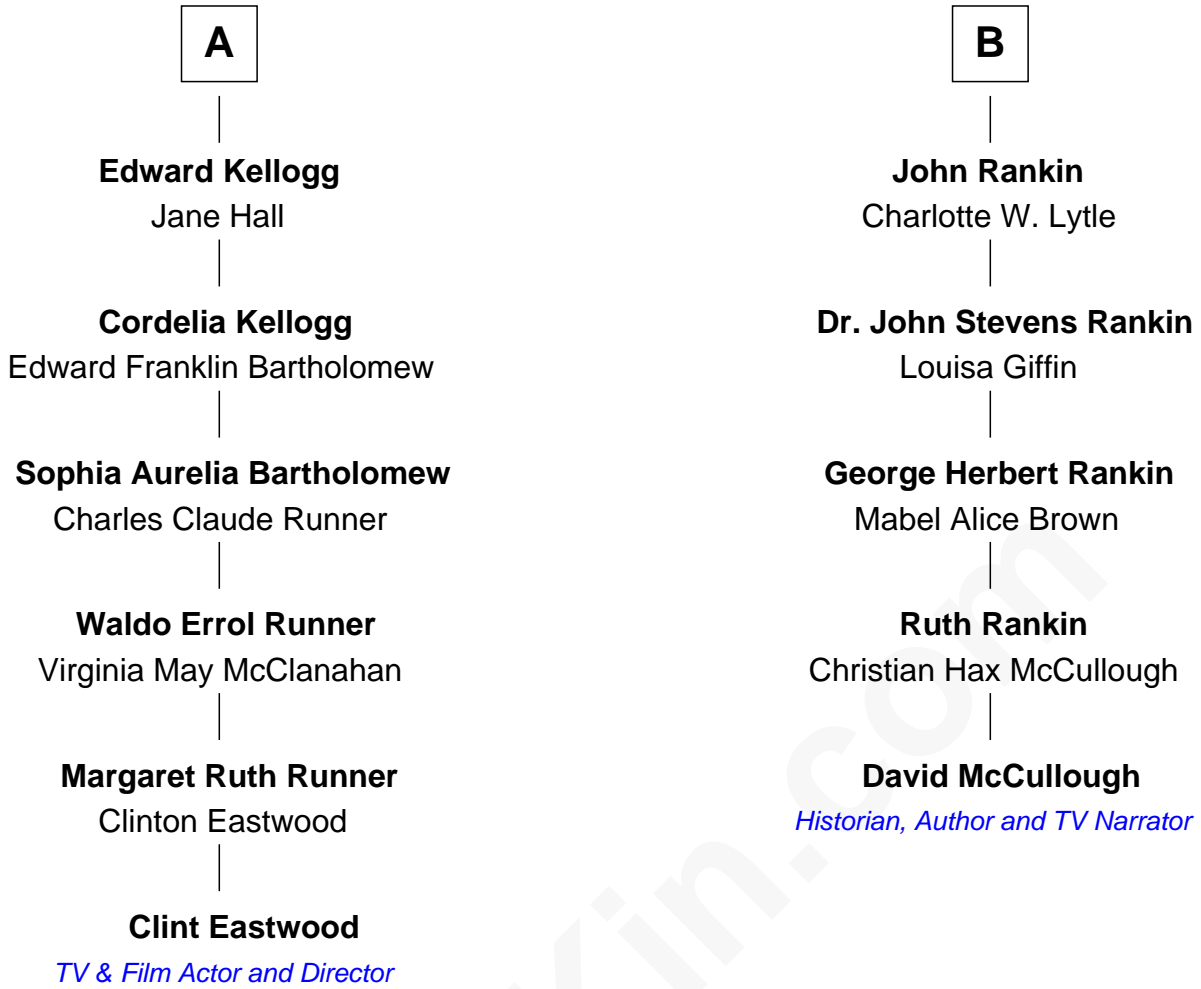 A
Edward Kellogg
Jane Hall
Cordelia Kellogg
Edward Franklin Bartholomew
Sophia Aurelia Bartholomew
Charles Claude Runner
Waldo Errol Runner
Virginia May McClanahan
Margaret Ruth Runner
Clinton Eastwood
Clint Eastwood
TV & Film Actor and Director
B
John Rankin
Charlotte W. Lytle
Dr. John Stevens Rankin
Louisa Giffin
George Herbert Rankin
Mabel Alice Brown
Ruth Rankin
Christian Hax McCullough
David McCullough
Historian, Author and TV Narrator